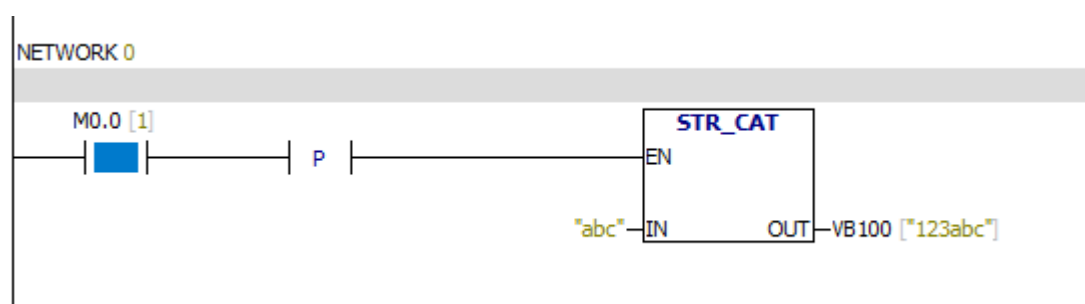 NETWORK 0
M0.0 [1]
STR_CAT
P
EN
"abc" IN OUT VB100 ["123abc"]